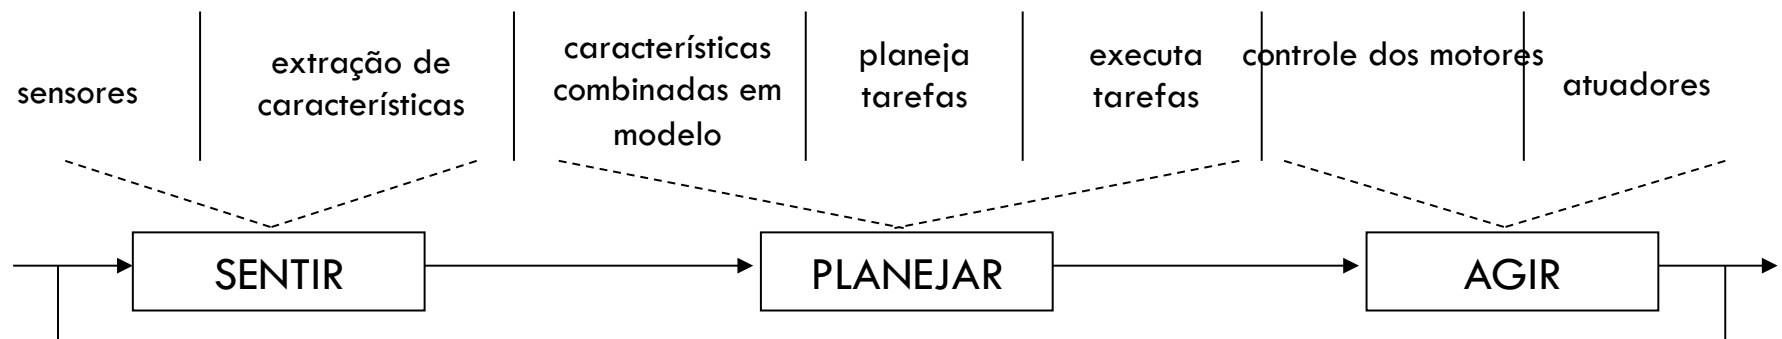 sensores
extração de
características
características
combinadas em
modelo
planeja
tarefas
executa
tarefas
controle dos motores
atuadores
SENTIR
PLANEJAR
AGIR